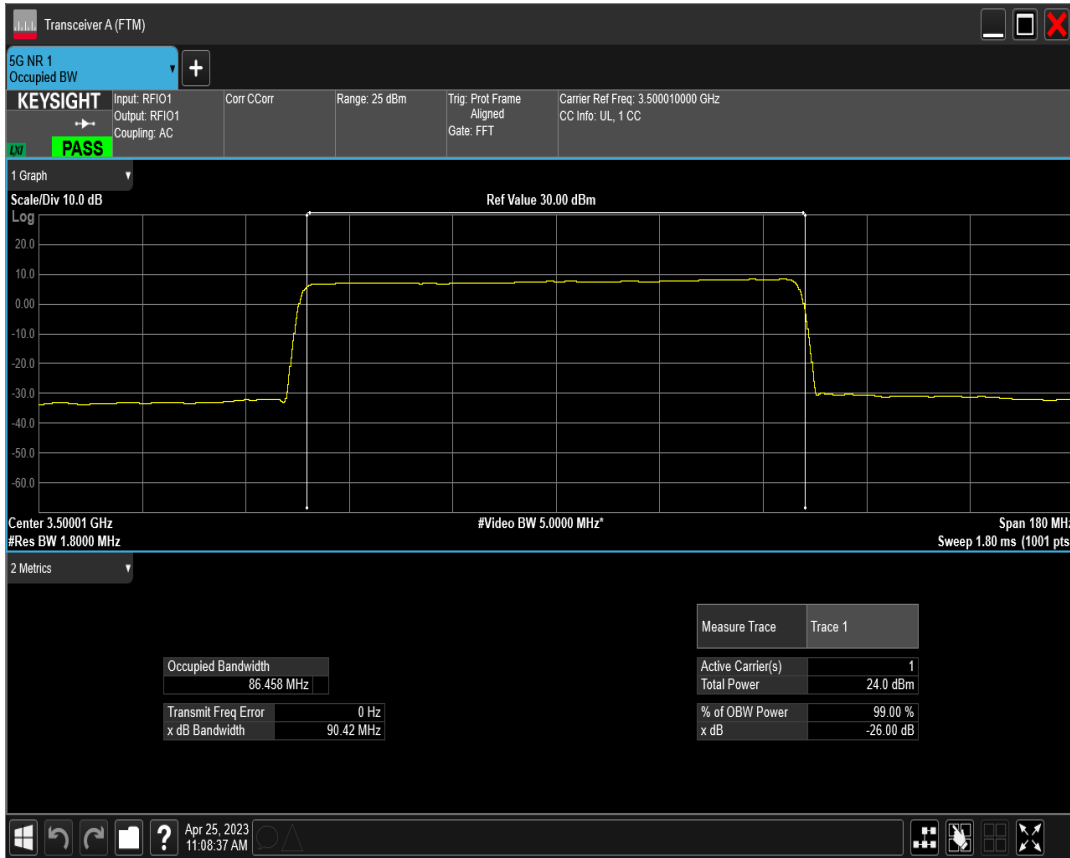 Transceiver A (FTM)
5G NR 1
Occupied BW
+
KEYSIGHT
LXI
PASS
Input: RFIO1
Output: RFIO1
Coupling: AC
Corr CCorr
Range: 25 dBm
Trig: Prot Frame
Aligned
Gate: FFT
Carrier Ref Freq: 3.500010000 GHz
CC Info: UL, 1 CC
1 Graph
Scale/Div 10.0 dB
Ref Value 30.00 dBm
Log
20.0
10.0
0.00
-10.0
-20.0
-30.0
-40.0
-50.0
-60.0
Center 3.50001 GHz
#Video BW 5.0000 MHz*
Span 180 MHz
#Res BW 1.8000 MHz
Sweep 1.80 ms (1001 pts
2 Metrics
Measure Trace Trace 1
Occupied Bandwidth
86.458 MHz
Transmit Freq Error 0 Hz
x dB Bandwidth 90.42 MHz
Active Carrier(s) 1
Total Power 24.0 dBm
% of OBW Power 99.00 %
x dB -26.00 dB
?
Apr 25, 2023
11:08:37 AM